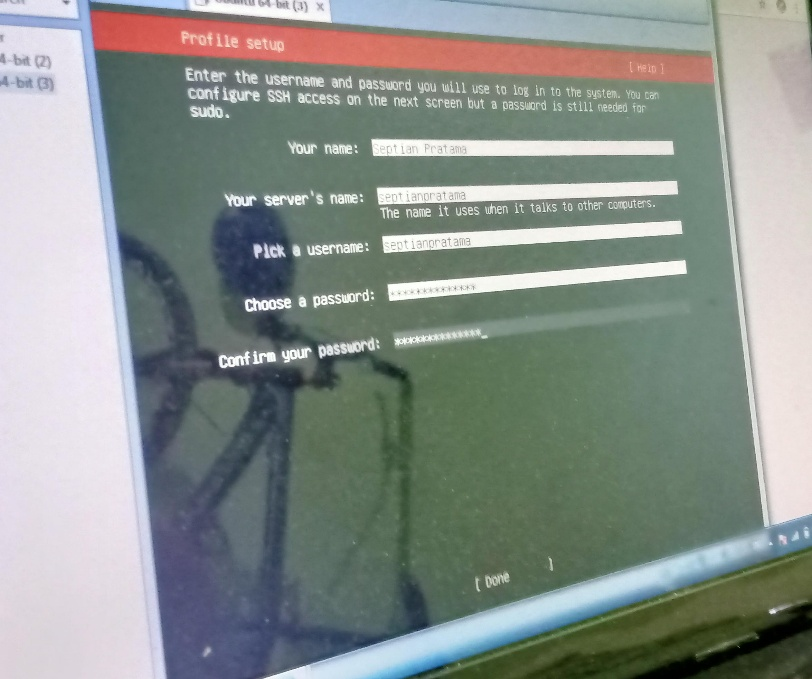 64-bit (3) ×
4-bit (2)
4-bit (3)
Profile setup
[ Help ]
Enter the username and password you will use to log in to the system. You can
configure SSH access on the next screen but a password is still needed for
sudo.
Your name: Septian Pratama
Your server's name: septianpratama
The name it uses when it talks to other computers.
Pick a username: septianpratama
Choose a password: **************
Confirm your password: **************_
[ Done ]